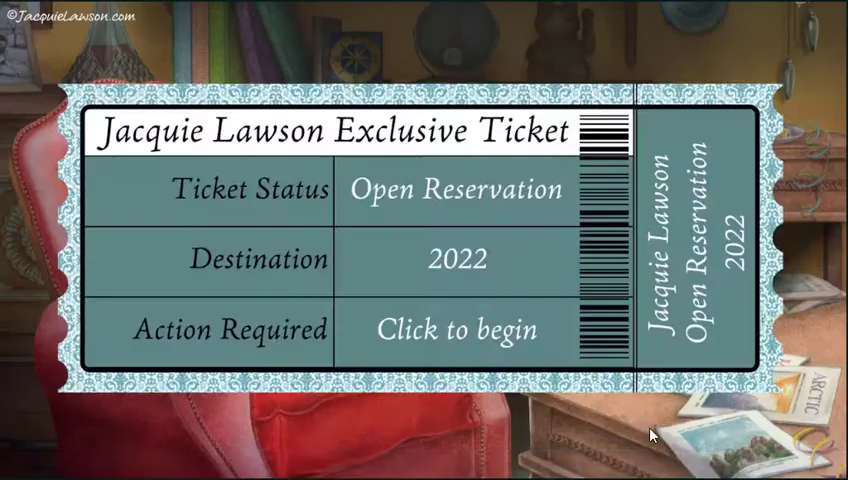 ©JacquieLawson.com
Jacquie Lawson Exclusive Ticket
Ticket Status Open Reservation
Destination 2022
Action Required Click to begin
Jacquie Lawson
Open Reservation
2022
ARCTIC